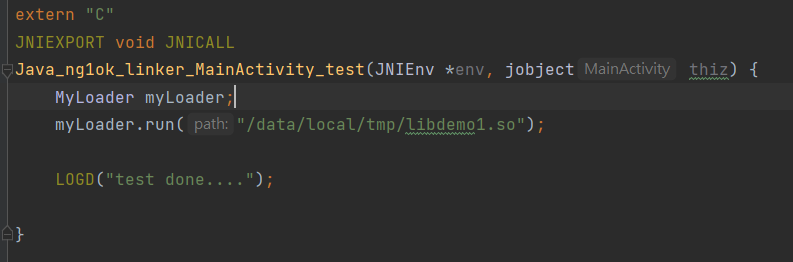 extern "C"
JNIEXPORT void JNICALL
Java_ng1ok_linker_MainActivity_test(JNIEnv *env, jobject MainActivity thiz) {
    MyLoader myLoader;
    myLoader.run( path: "/data/local/tmp/libdemo1.so");
    LOGD("test done....");
}